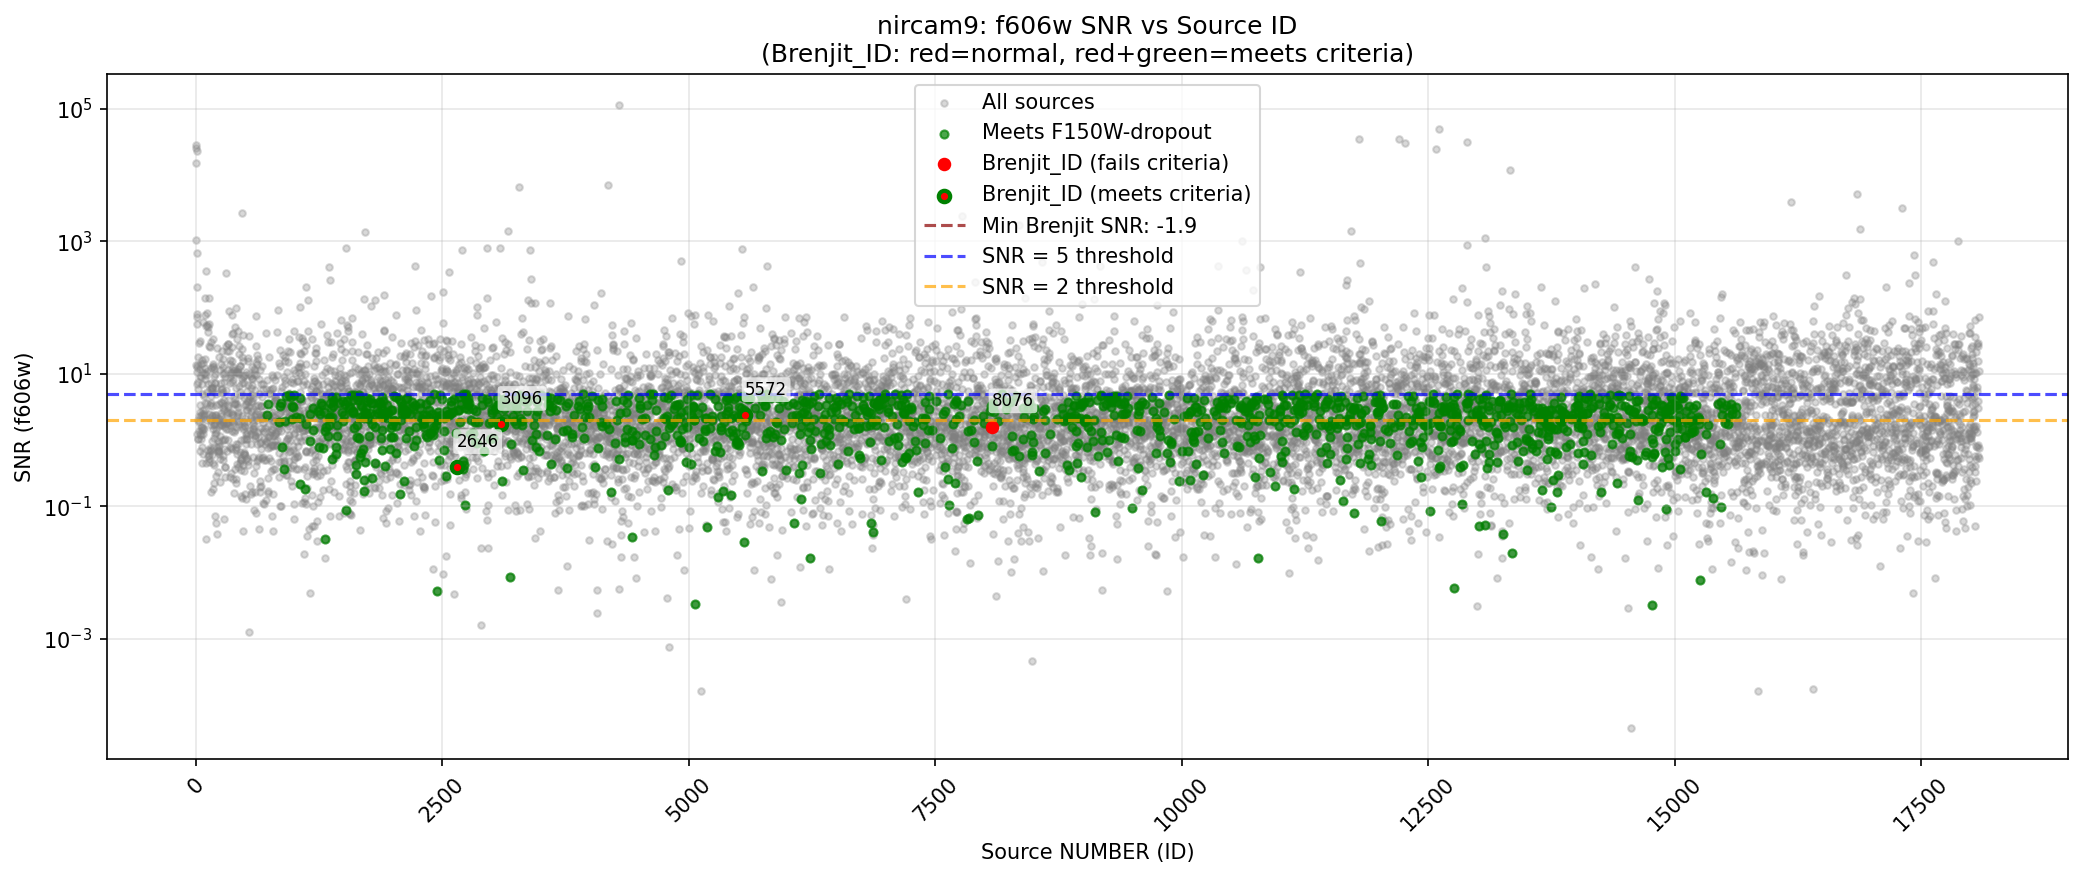 nircam9: f606w SNR vs Source ID
(Brenjit_ID: red=normal, red+green=meets criteria)
SNR (f606w)
10^5
10^3
10^1
10^-1
10^-3
All sources
Meets F150W-dropout
Brenjit_ID (fails criteria)
Brenjit_ID (meets criteria)
Min Brenjit SNR: -1.9
SNR = 5 threshold
SNR = 2 threshold
5572
3096
8076
2646
0
2500
5000
7500
10000
12500
15000
17500
Source NUMBER (ID)